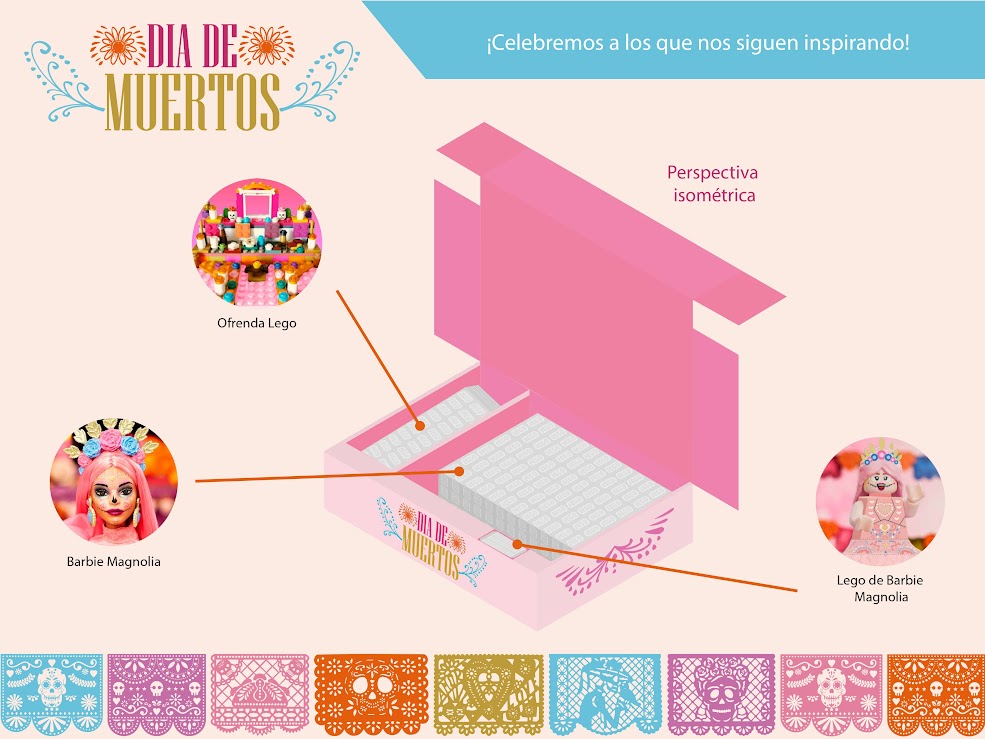 DIA DE
MUERTOS
¡Celebremos a los que nos siguen inspirando!
Perspectiva
isométrica
Ofrenda Lego
Barbie Magnolia
DIA DE
MUERTOS
Lego de Barbie
Magnolia